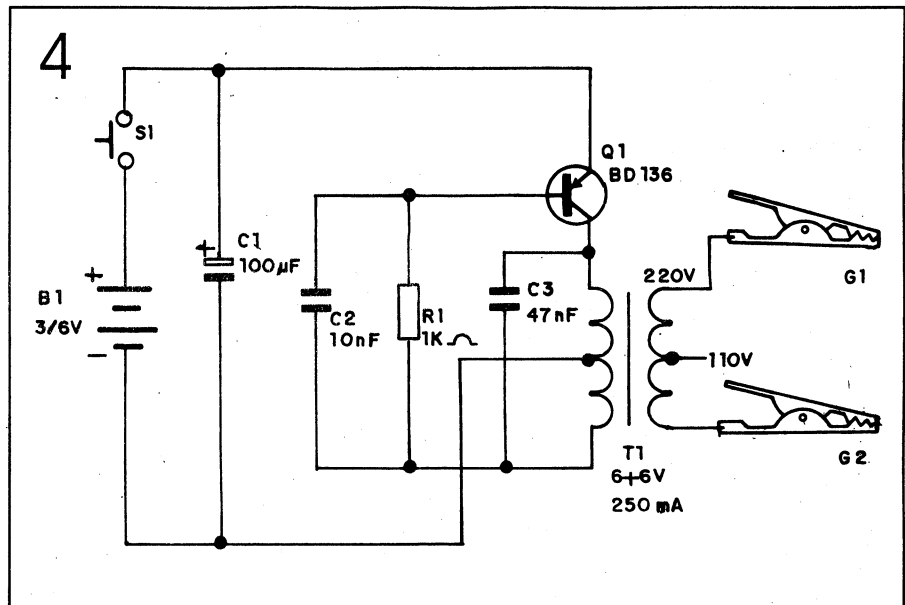 4
S1
Q1
BD136
+
C1
100µF
+
B1
3/6V
−
C2
10nF
R1
1K
C3
47nF
220V
110V
G1
G2
T1
6+6V
250mA